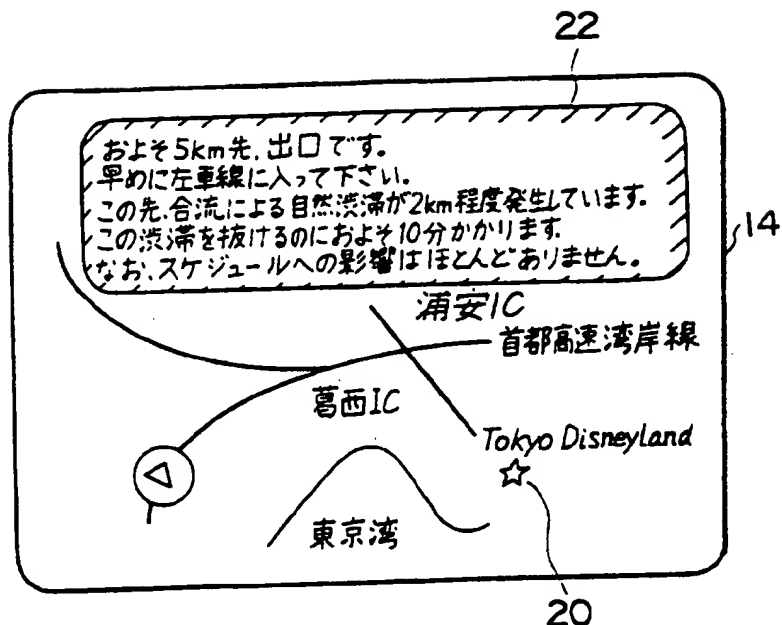 22
およそ5km先、出口です。
早めに左車線に入って下さい。
この先、合流による自然渋滞が2km程度発生しています。
この渋滞を抜けるのにおよそ10分かかります。
なお、スケジュールへの影響はほとんどありません。
14
浦安IC
首都高速湾岸線
葛西IC
Tokyo Disneyland
東京湾
20